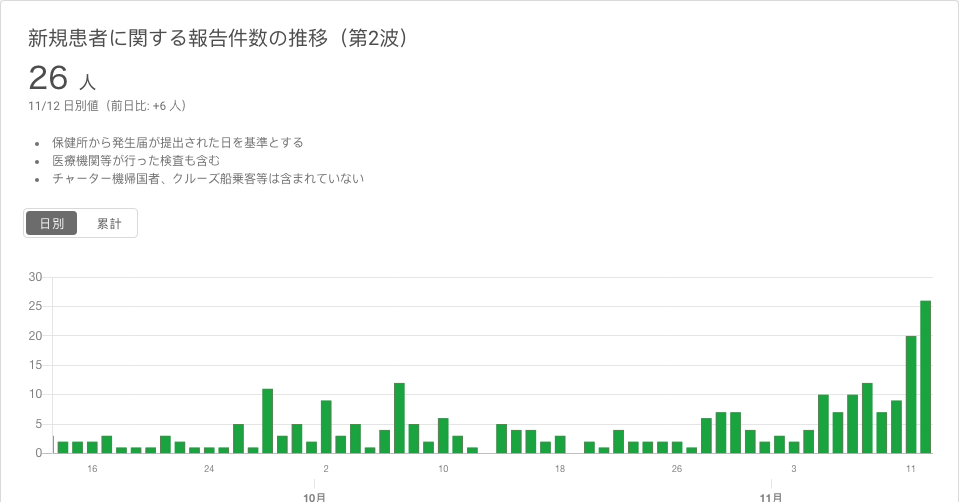 新規患者に関する報告件数の推移（第2波）
26 人
11/12 日別値（前日比: +6 人）
保健所から発生届が提出された日を基準とする
医療機関等が行った検査も含む
チャーター機帰国者、クルーズ船乗客等は含まれていない
日別 累計
30
25
20
15
10
5
0
16 24 2 10 18 26 3 11
10月 11月